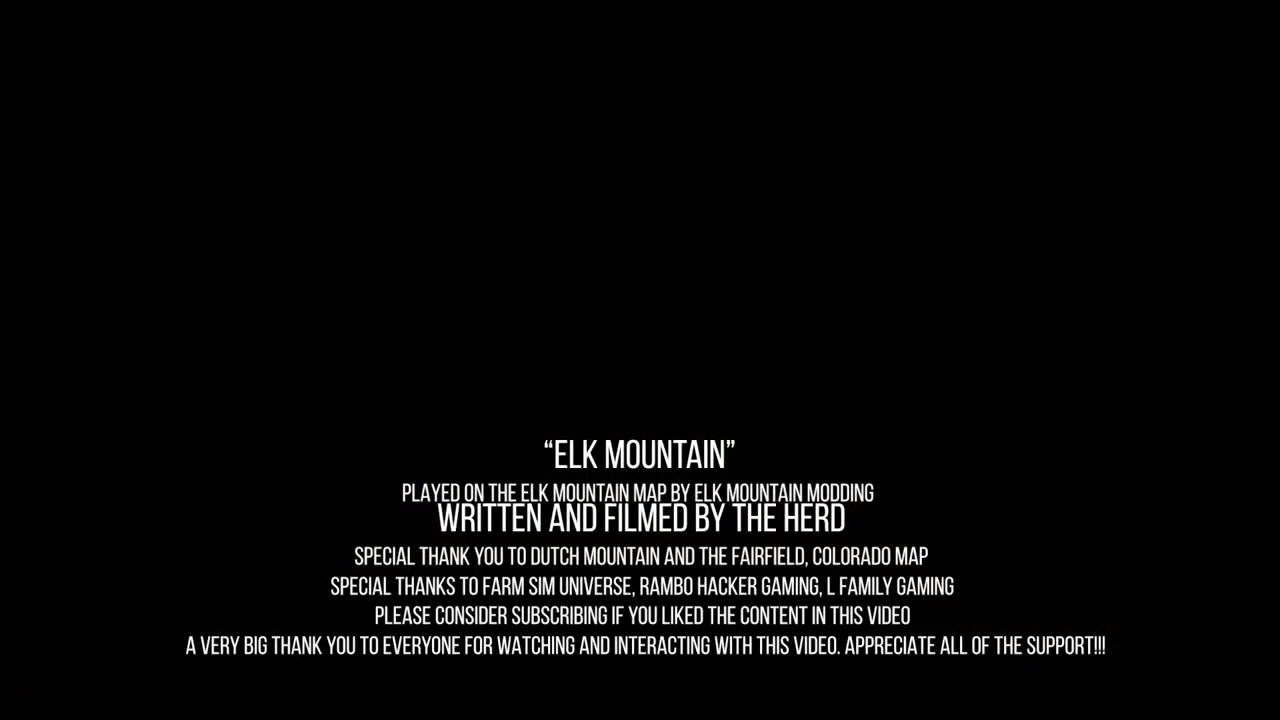 “ELK MOUNTAIN”
PLAYED ON THE ELK MOUNTAIN MAP BY ELK MOUNTAIN MODDING
WRITTEN AND FILMED BY THE HERD
SPECIAL THANK YOU TO DUTCH MOUNTAIN AND THE FAIRFIELD, COLORADO MAP
SPECIAL THANKS TO FARM SIM UNIVERSE, RAMBO HACKER GAMING, L FAMILY GAMING
PLEASE CONSIDER SUBSCRIBING IF YOU LIKED THE CONTENT IN THIS VIDEO
A VERY BIG THANK YOU TO EVERYONE FOR WATCHING AND INTERACTING WITH THIS VIDEO. APPRECIATE ALL OF THE SUPPORT!!!